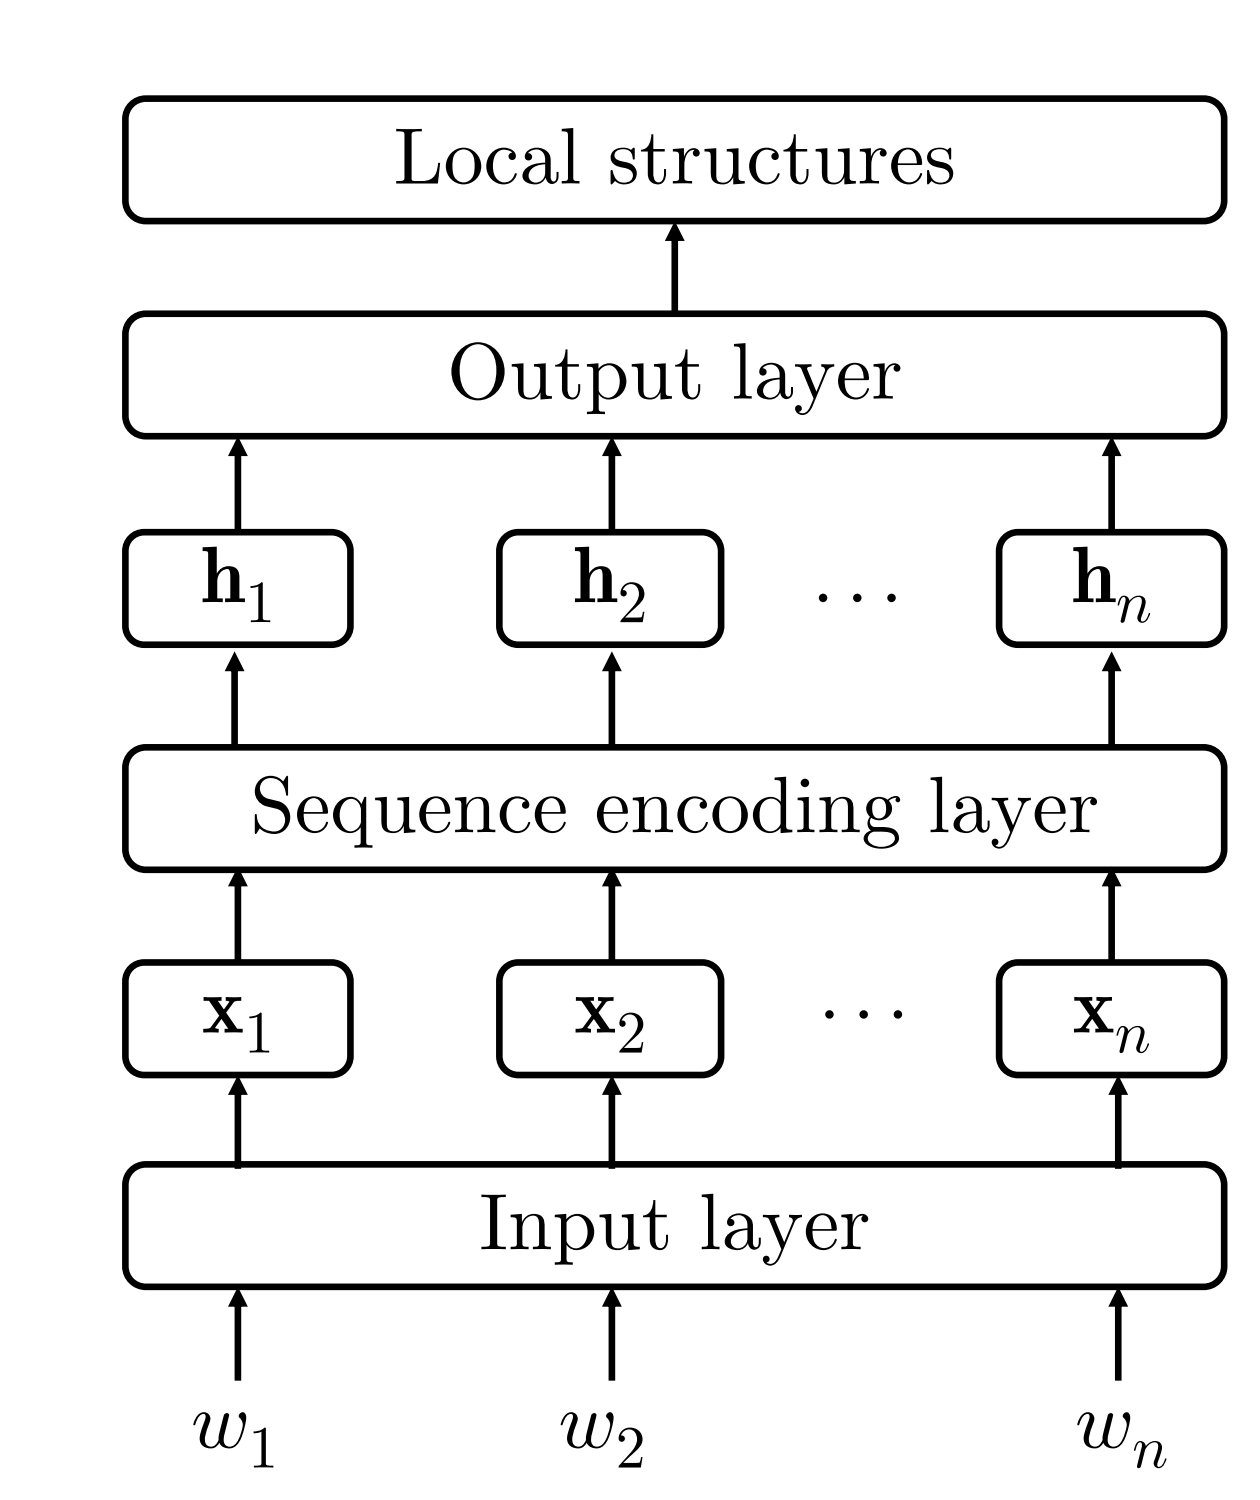 Local structures
Output layer
h₁ h₂ ... hₙ
Sequence encoding layer
x₁ x₂ ... xₙ
Input layer
w₁ w₂ wₙ